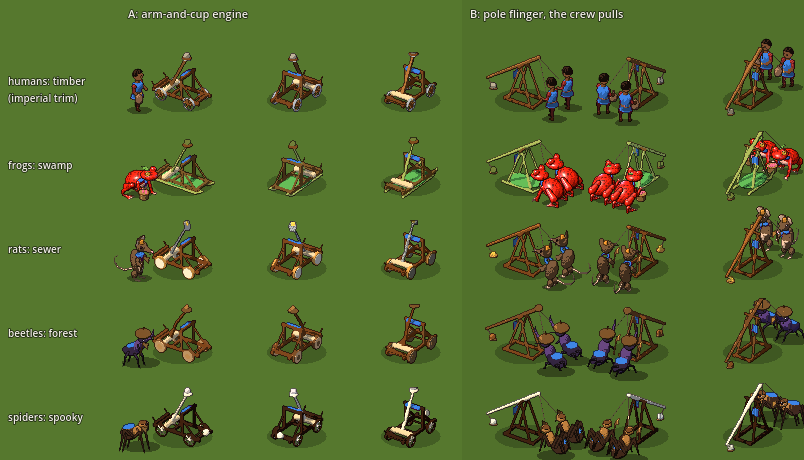 A: arm-and-cup engine
B: pole flinger, the crew pulls
humans: timber
(imperial trim)
frogs: swamp
rats: sewer
beetles: forest
spiders: spooky